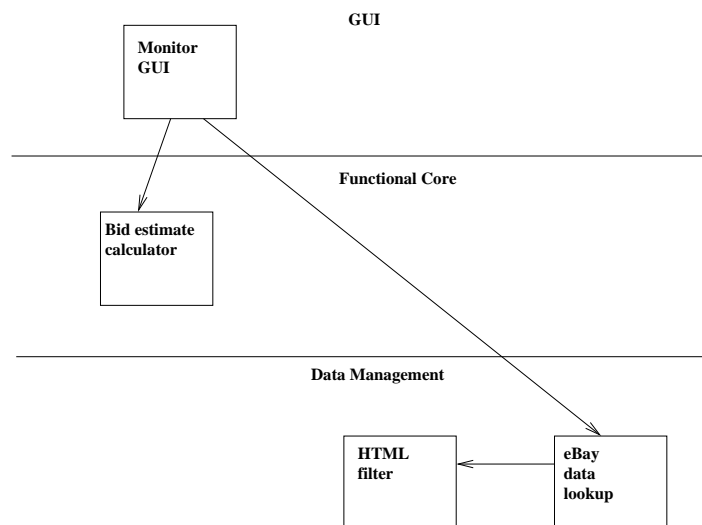 GUI
Monitor
GUI
Functional Core
Bid estimate
calculator
Data Management
HTML
filter
eBay
data
lookup